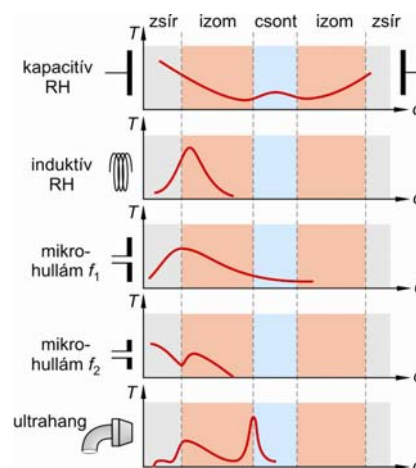 zsír izom csont izom zsír
T
kapacitív
RH
d
T
induktív
RH
T
mikro-
hullám f₁
T
mikro-
hullám f₂
T
ultrahang